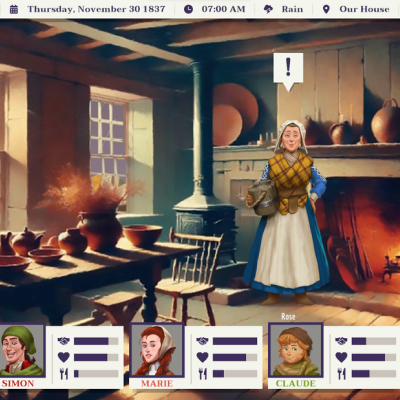 Thursday, November 30 1837 07:00 AM Rain Our House
!
Rose
SIMON MARIE CLAUDE